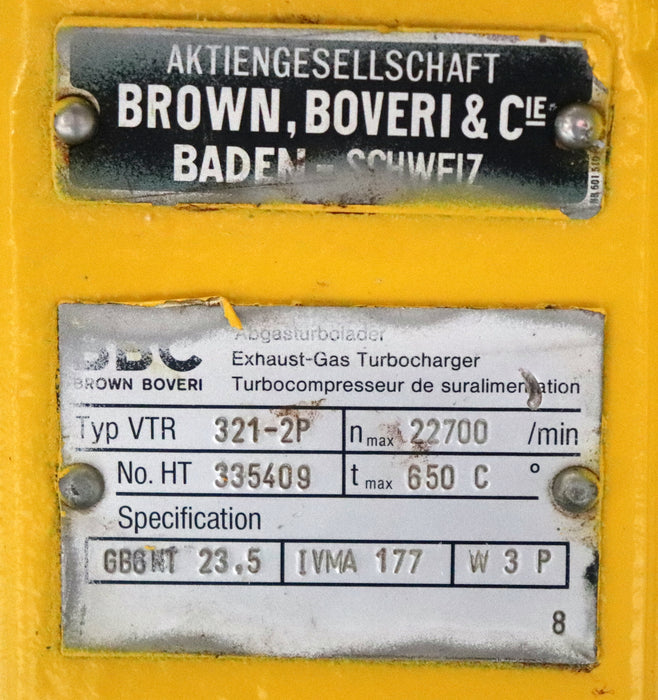 AKTIENGESELLSCHAFT
BROWN, BOVERI & CIE
BADEN - SCHWEIZ
Abgasturbolader
BBC Exhaust-Gas Turbocharger
BROWN BOVERI Turbocompresseur de suralimentation
Typ VTR 321-2P nmax 22700 /min
No. HT 335409 tmax 650 C °
Specification
GB6NT 23.5 IVMA 177 W 3 P
8